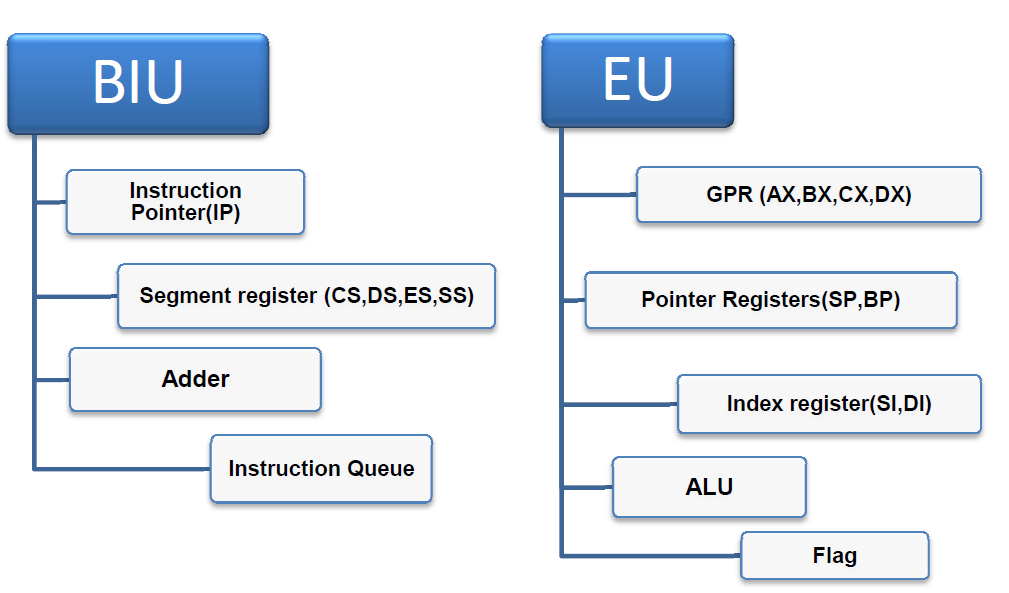 BIU
Instruction
Pointer(IP)
Segment register (CS,DS,ES,SS)
Adder
Instruction Queue
EU
GPR (AX,BX,CX,DX)
Pointer Registers(SP,BP)
Index register(SI,DI)
ALU
Flag